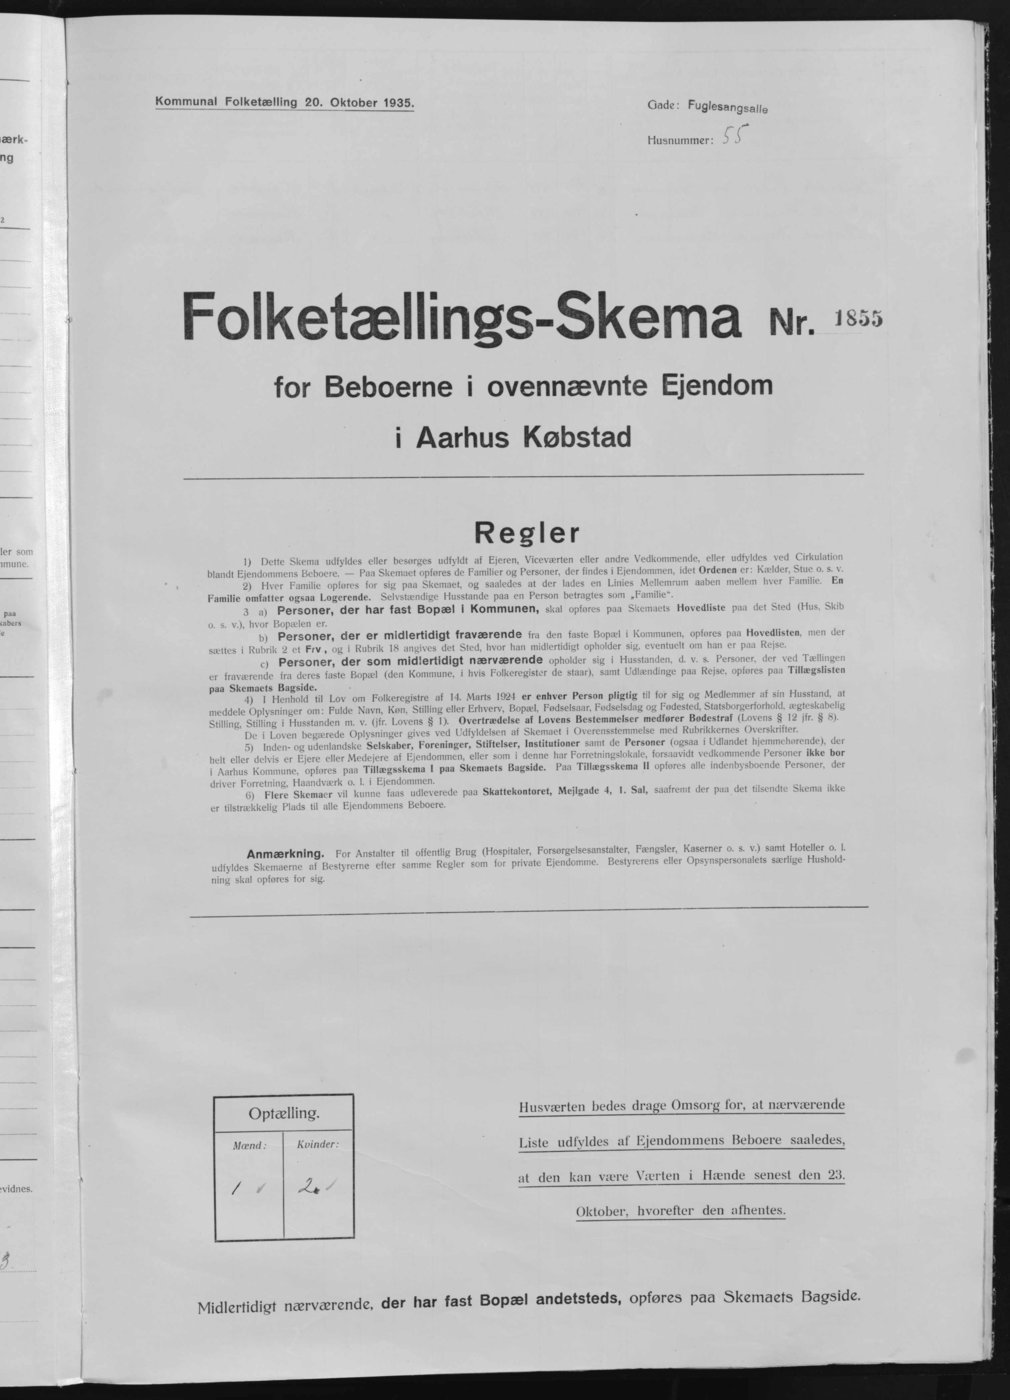 Kommunal Folketælling 20. Oktober 1935.
Gade: Fuglesangsalle
Husnummer: 55
Folketællings-Skema Nr. 1855
for Beboerne i ovennævnte Ejendom
i Aarhus Købstad
Regler
1) Dette Skema udfyldes eller besørges udfyldt af Ejeren, Viceværten eller andre Vedkommende, eller udfyldes ved Cirkulation
blandt Ejendommens Beboere. — Paa Skemaet opføres de Familier og Personer, der findes i Ejendommen, idet Ordenen er: Kælder, Stue o. s. v.
2) Hver Familie opføres for sig paa Skemaet, og saaledes at der lades en Linies Mellemrum aaben mellem hver Familie. En
Familie omfatter ogsaa Logerende. Selvstændige Husstande paa en Person betragtes som „Familie“.
3 a) Personer, der har fast Bopæl i Kommunen, skal opføres paa Skemaets Hovedliste paa det Sted (Hus, Skib
o. s. v.), hvor Bopælen er.
b) Personer, der er midlertidigt fraværende fra den faste Bopæl i Kommunen, opføres paa Hovedlisten, men der
sættes i Rubrik 2 et Frv, og i Rubrik 18 angives det Sted, hvor han midlertidigt opholder sig, eventuelt om han er paa Rejse.
c) Personer, der som midlertidigt nærværende opholder sig i Husstanden, d. v. s. Personer, der ved Tællingen
er fraværende fra deres faste Bopæl (den Kommune, i hvis Folkeregister de staar), samt Udlændinge paa Rejse, opføres paa Tillægslisten
paa Skemaets Bagside.
4) I Henhold til Lov om Folkeregistre af 14. Marts 1924 er enhver Person pligtig til for sig og Medlemmer af sin Husstand, at
meddele Oplysninger om: Fulde Navn, Køn, Stilling eller Erhverv, Bopæl, Fødselsaar, Fødselsdag og Fødested, Statsborgerforhold, ægteskabelig
Stilling, Stilling i Husstanden m. v. (jfr. Lovens § 1). Overtrædelse af Lovens Bestemmelser medfører Bødestraf (Lovens § 12 jfr. § 8).
De i Loven begærede Oplysninger gives ved Udfyldelsen af Skemaet i Overensstemmelse med Rubrikkernes Overskrifter.
5) Inden- og udenlandske Selskaber, Foreninger, Stiftelser, Institutioner samt de Personer (ogsaa i Udlandet hjemmehørende), der
helt eller delvis er Ejere eller Medejere af Ejendommen, eller som i denne har Forretningslokale, forsaavidt vedkommende Personer ikke bor
i Aarhus Kommune, opføres paa Tillægsskema I paa Skemaets Bagside. Paa Tillægsskema II opføres alle indenbysboende Personer, der
driver Forretning, Haandværk o. l. i Ejendommen.
6) Flere Skemaer vil kunne faas udleverede paa Skattekontoret, Mejlgade 4, 1. Sal, saafremt der paa det tilsendte Skema ikke
er tilstrækkelig Plads til alle Ejendommens Beboere.
Anmærkning. For Anstalter til offentlig Brug (Hospitaler, Forsørgelsesanstalter, Fængsler, Kaserner o. s. v.) samt Hoteller o. l.
udfyldes Skemaerne af Bestyrerne efter samme Regler som for private Ejendomme. Bestyrerens eller Opsynspersonalets særlige Hushold-
ning skal opføres for sig.
Optælling.
Mænd: Kvinder:
1 2
Husværten bedes drage Omsorg for, at nærværende
Liste udfyldes af Ejendommens Beboere saaledes,
at den kan være Værten i Hænde senest den 23.
Oktober, hvorefter den afhentes.
Midlertidigt nærværende, der har fast Bopæl andetsteds, opføres paa Skemaets Bagside.